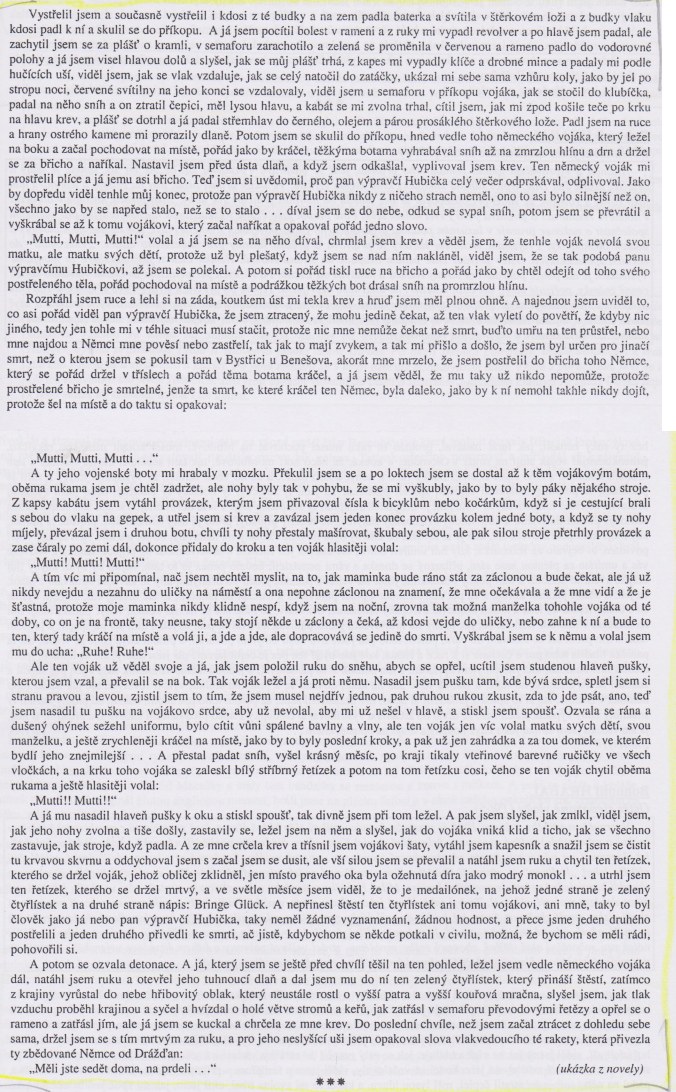 Vystřelil jsem a současně vystřelil i kdosi z té budky a na zem padla baterka a svítila v štěrkovém loži a z budky vlaku
kdosi padl k ní a skulil se do příkopu. A já jsem pocítil bolest v rameni a z ruky mi vypadl revolver a po hlavě jsem padal, ale
zachytil jsem se za plášť o kramli, v semaforu zarachotilo a zelená se proměnila v červenou a rameno padlo do vodorovné
polohy a já jsem visel hlavou dolů a slyšel, jak se můj plášť trhá, z kapes mi vypadly klíče a drobné mince a padaly mi podle
hučících uší, viděl jsem, jak se vlak vzdaluje, jak se celý natočil do zatáčky, ukázal mi sebe sama vzhůru koly, jako by jel po
stropu noci, červené svítilny na jeho konci se vzdalovaly, viděl jsem u semaforu v příkopu vojáka, jak se stočil do klubíčka,
padal na něho sníh a on ztratil čepici, měl lysou hlavu, a kabát se mi zvolna trhal, cítil jsem, jak mi zpod košile teče po krku
na hlavu krev, a plášť se dotrhl a já padal střemhlav do černého, olejem a párou prosáklého štěrkového lože. Padl jsem na ruce
a hrany ostrého kamene mi prorazily dlaně. Potom jsem se skulil do příkopu, hned vedle toho německého vojáka, který ležel
na boku a začal pochodovat na místě, pořád jako by kráčel, těžkýma botama vyhrabával sníh až na zmrzlou hlínu a drn a držel
se za břicho a naříkal. Nastavil jsem před ústa dlaň, a když jsem odkašlal, vyplivoval jsem krev. Ten německý voják mi
prostřelil plíce a já jemu asi břicho. Teď jsem si uvědomil, proč pan výpravčí Hubička celý večer odprskával, odplivoval. Jako
by dopředu viděl tenhle můj konec, protože pan výpravčí Hubička nikdy z ničeho strach neměl, ono to asi bylo silnější než on,
všechno jako by se napřed stalo, než se to stalo . . . díval jsem se do nebe, odkud se sypal sníh, potom jsem se převrátil a
vyškrábal se až k tomu vojákovi, který začal naříkat a opakoval pořád jedno slovo.
„Mutti, Mutti, Mutti!“ volal a já jsem se na něho díval, chrmlal jsem krev a věděl jsem, že tenhle voják nevolá svou
matku, ale matku svých dětí, protože už byl plešatý, když jsem se nad ním nakláněl, viděl jsem, že se tak podobá panu
výpravčímu Hubičkovi, až jsem se polekal. A potom si pořád tiskl ruce na břicho a pořád jako by chtěl odejít od toho svého
postřeleného těla, pořád pochodoval na místě a podrážkou těžkých bot drásal sníh na promrzlou hlínu.
Rozpřáhl jsem ruce a lehl si na záda, koutkem úst mi tekla krev a hruď jsem měl plnou ohně. A najednou jsem uviděl to,
co asi pořád viděl pan výpravčí Hubička, že jsem ztracený, že mohu jedině čekat, až ten vlak vyletí do povětří, že kdyby nic
jiného, tedy jen tohle mi v téhle situaci musí stačit, protože nic mne nemůže čekat než smrt, buďto umřu na ten průstřel, nebo
mne najdou a Němci mne pověsí nebo zastřelí, tak jak to mají zvykem, a tak mi přišlo a došlo, že jsem byl určen pro jinačí
smrt, než o kterou jsem se pokusil tam v Bystřici u Benešova, akorát mne mrzelo, že jsem postřelil do břicha toho Němce,
který se pořád držel v tříslech a pořád těma botama kráčel, a já jsem věděl, že mu taky už nikdo nepomůže, protože
prostřelené břicho je smrtelné, jenže ta smrt, ke které kráčel ten Němec, byla daleko, jako by k ní nemohl takhle nikdy dojít,
protože šel na místě a do taktu si opakoval:
„Mutti, Mutti, Mutti . . .“
A ty jeho vojenské boty mi hrabaly v mozku. Překulil jsem se a po loktech jsem se dostal až k těm vojákovým botám,
oběma rukama jsem je chtěl zadržet, ale nohy byly tak v pohybu, že se mi vyškubly, jako by to byly páky nějakého stroje.
Z kapsy kabátu jsem vytáhl provázek, kterým jsem přivazoval čísla k bicyklům nebo kočárkům, když si je cestující brali
s sebou do vlaku na gepek, a utřel jsem si krev a zavázal jsem jeden konec provázku kolem jedné boty, a když se ty nohy
míjely, převázal jsem i druhou botu, chvíli ty nohy přestaly mašírovat, škubaly sebou, ale pak silou stroje přetrhly provázek a
zase čáraly po zemi dál, dokonce přidaly do kroku a ten voják hlasitěji volal:
„Mutti! Mutti! Mutti!“
A tím víc mi připomínal, nač jsem nechtěl myslit, na to, jak maminka bude ráno stát za záclonou a bude čekat, ale já už
nikdy nevejdu a nezahnu do uličky na náměstí a ona nepohne záclonou na znamení, že mne očekávala a že mne vidí a že je
šťastná, protože moje maminka nikdy klidně nespí, když jsem na noční, zrovna tak možná manželka tohohle vojáka od té
doby, co on je na frontě, taky neusne, taky stojí někde u záclony a čeká, až kdosi vejde do uličky, nebo zahne k ní a bude to
ten, který tady kráčí na místě a volá ji, a jde a jde, ale dopracovává se jedině do smrti. Vyškrábal jsem se k němu a volal jsem
mu do ucha: „Ruhe! Ruhe!“
Ale ten voják už věděl svoje a já, jak jsem položil ruku do sněhu, abych se opřel, ucítil jsem studenou hlaveň pušky,
kterou jsem vzal, a převalil se na bok. Tak voják ležel a já proti němu. Nasadil jsem pušku tam, kde bývá srdce, spletl jsem si
stranu pravou a levou, zjistil jsem to tím, že jsem musel nejdřív jednou, pak druhou rukou zkusit, zda to jde psát, ano, teď
jsem nasadil tu pušku na vojákovo srdce, aby už nevolal, aby mi už nešel v hlavě, a stiskl jsem spoušť. Ozvala se rána a
dušený ohýnek sežehl uniformu, bylo cítit vůni spálené bavlny a vlny, ale ten voják jen víc volal matku svých dětí, svou
manželku, a ještě zrychleněji kráčel na místě, jako by to byly poslední kroky, a pak už jen zahrádka a za tou domek, ve kterém
bydlí jeho znejmilejší . . . A přestal padat sníh, vyšel krásný měsíc, po kraji tikaly vteřinové barevné ručičky ve všech
vločkách, a na krku toho vojáka se zaleskl bílý stříbrný řetízek a potom na tom řetízku cosi, čeho se ten voják chytil oběma
rukama a ještě hlasitěji volal:
„Mutti!! Mutti!!“
A já mu nasadil hlaveň pušky k oku a stiskl spoušť, tak divně jsem při tom ležel. A pak jsem slyšel, jak zmlkl, viděl jsem,
jak jeho nohy zvolna a tiše došly, zastavily se, ležel jsem na něm a slyšel, jak do vojáka vniká klid a ticho, jak se všechno
zastavuje, jak stroje, když padla. A ze mne crčela krev a třísnil jsem vojákovi šaty, vytáhl jsem kapesník a snažil jsem se čistit
tu krvavou skvrnu a oddychoval jsem s začal jsem se dusit, ale vší silou jsem se převalil a natáhl jsem ruku a chytil ten řetízek,
kterého se držel voják, jehož obličej zklidněl, jen místo pravého oka byla ožehnutá díra jako modrý monokl . . . a utrhl jsem
ten řetízek, kterého se držel mrtvý, a ve světle měsíce jsem viděl, že to je medailónek, na jehož jedné straně je zelený
čtyřlístek a na druhé straně nápis: Bringe Glück. A nepřinesl štěstí ten čtyřlístek ani tomu vojákovi, ani mně, taky to byl
člověk jako já nebo pan výpravčí Hubička, taky neměl žádné vyznamenání, žádnou hodnost, a přece jsme jeden druhého
postřelili a jeden druhého přivedli ke smrti, ač jistě, kdybychom se někde potkali v civilu, možná, že bychom se měli rádi,
pohovořili si.
A potom se ozvala detonace. A já, který jsem se ještě před chvílí těšil na ten pohled, ležel jsem vedle německého vojáka
dál, natáhl jsem ruku a otevřel jeho tuhnoucí dlaň a dal jsem mu do ní ten zelený čtyřlístek, který přináší štěstí, zatímco
z krajiny vyrůstal do nebe hřibovitý oblak, který neustále rostl o vyšší patra a vyšší kouřová mračna, slyšel jsem, jak tlak
vzduchu proběhl krajinou a syčel a hvízdal o holé větve stromů a keřů, jak zatřásl v semaforu převodovými řetězy a opřel se o
rameno a zatřásl jím, ale já jsem se kuckal a chrčela ze mne krev. Do poslední chvíle, než jsem začal ztrácet z dohledu sebe
sama, držel jsem se s tím mrtvým za ruku, a pro jeho neslyšící uši jsem opakoval slova vlakvedoucího té rakety, která přivezla
ty zbědované Němce od Drážďan:
„Měli jste sedět doma, na prdeli . . .“ (ukázka z novely)
***